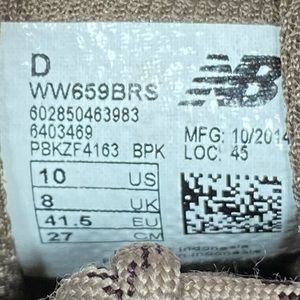 D
NB
WW659BRS
602850463983
6403469
PBKZF4163 BPK
MFG: 10/2014
LOC: 45
10 US
8 UK
41.5 EU
27 CM